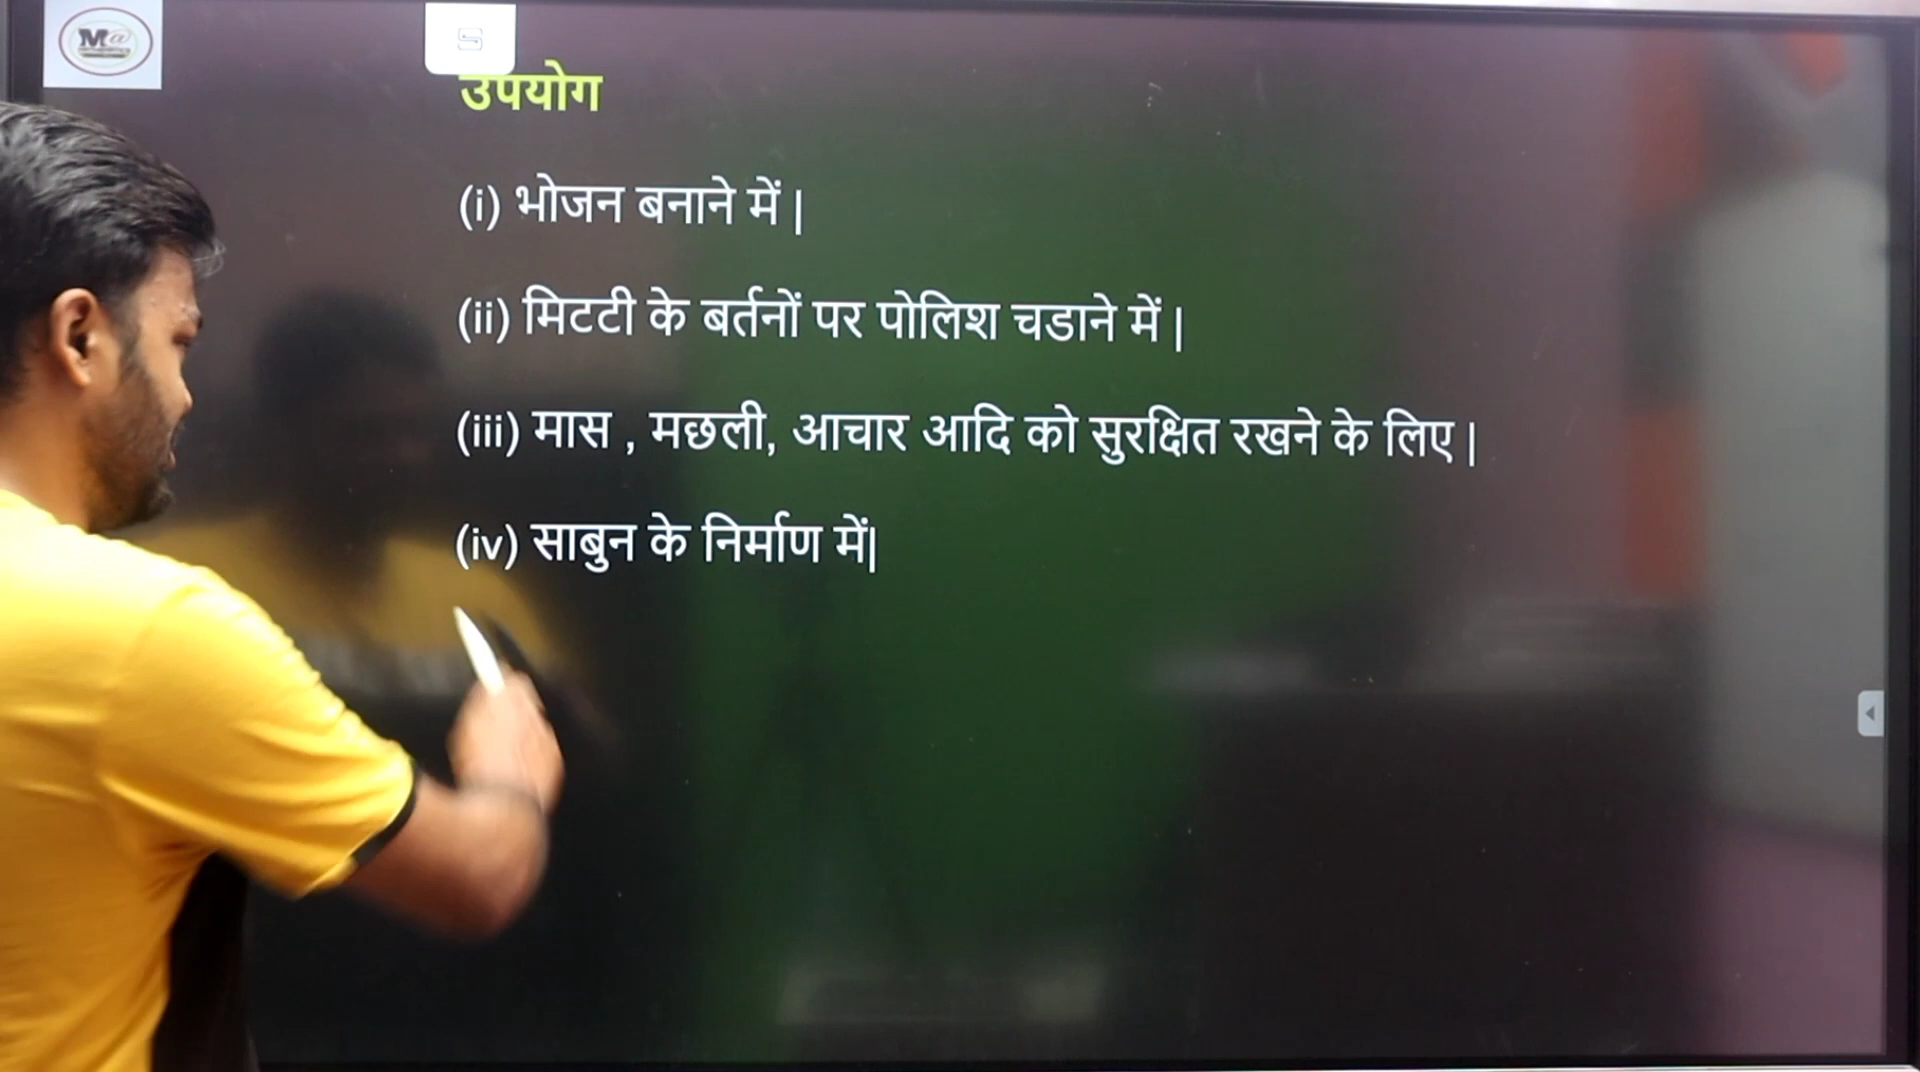 M@
उपयोग
(i) भोजन बनाने में |
(ii) मिटटी के बर्तनों पर पोलिश चडाने में |
(iii) मास , मछली, आचार आदि को सुरक्षित रखने के लिए |
(iv) साबुन के निर्माण में|